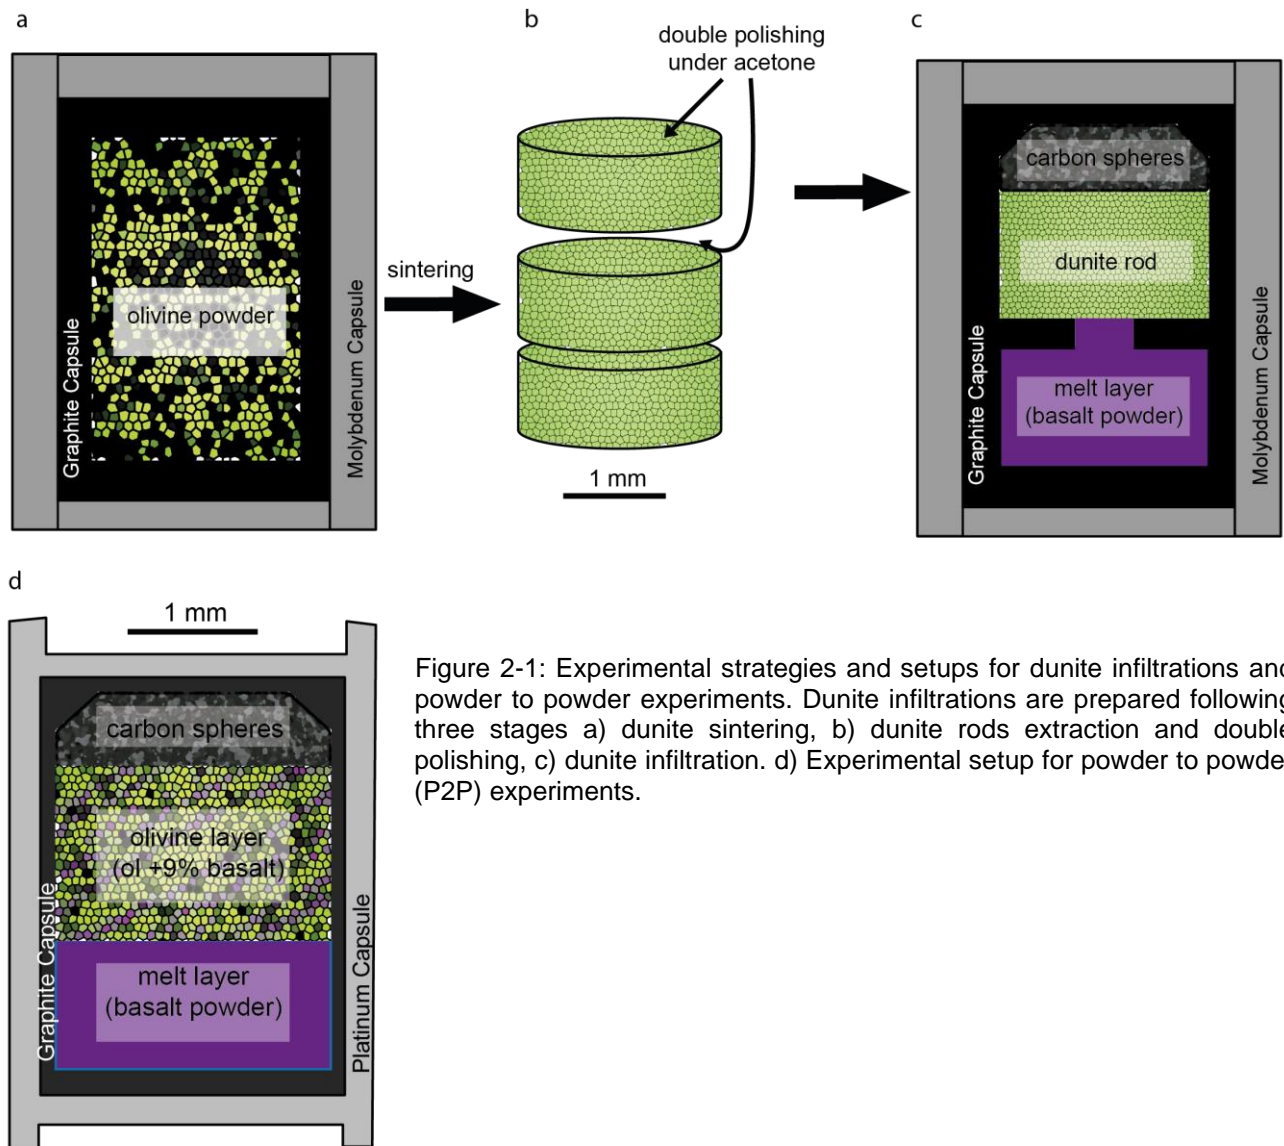 a
Graphite Capsule
olivine powder
Molybdenum Capsule
sintering
b
double polishing
under acetone
1 mm
c
carbon spheres
dunite rod
melt layer
(basalt powder)
Graphite Capsule
Molybdenum Capsule
d
1 mm
carbon spheres
olivine layer
(ol +9% basalt)
melt layer
(basalt powder)
Graphite Capsule
Platinum Capsule
Figure 2-1: Experimental strategies and setups for dunite infiltrations and
powder to powder experiments. Dunite infiltrations are prepared following
three stages a) dunite sintering, b) dunite rods extraction and double
polishing, c) dunite infiltration. d) Experimental setup for powder to powde
(P2P) experiments.